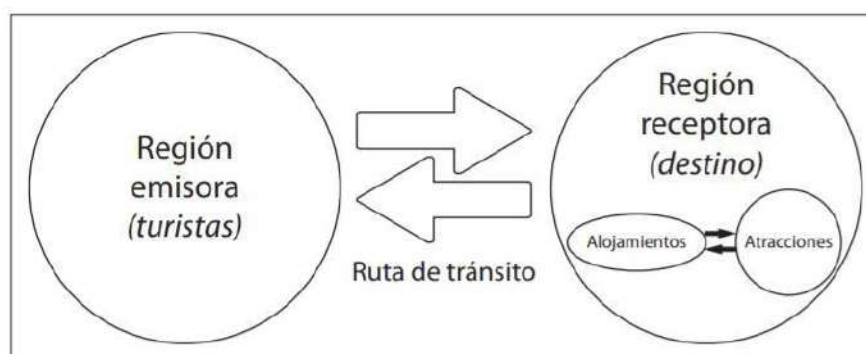 Región
emisora
(turistas)
Ruta de tránsito
Región
receptora
(destino)
Alojamientos
Atracciones